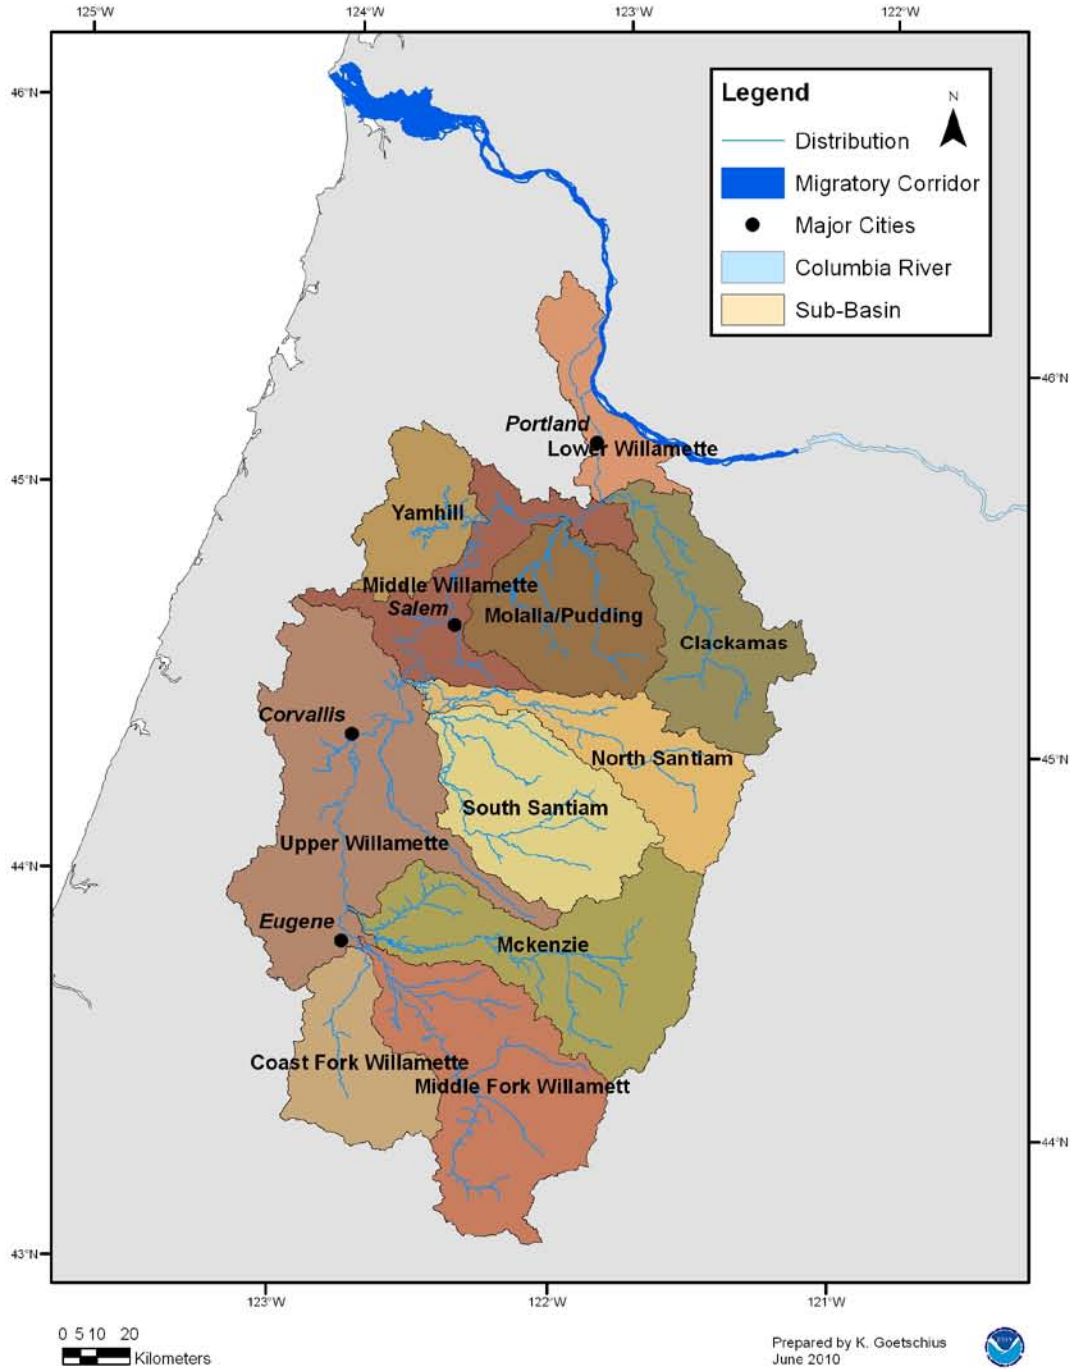 125°W 124°W 123°W 122°W
46°N
Legend
N
Distribution
Migratory Corridor
Major Cities
Columbia River
Sub-Basin
46°N
Portland
Lower Willamette
45°N
Yamhill
Middle Willamette
Salem
Molalla/Pudding
Clackamas
Corvallis
North Santiam
45°N
South Santiam
Upper Willamette
44°N
Eugene
Mckenzie
Coast Fork Willamette
Middle Fork Willamett
44°N
43°N
123°W 122°W 121°W
0 5 10 20
Kilometers
Prepared by K. Goetschius
June 2010